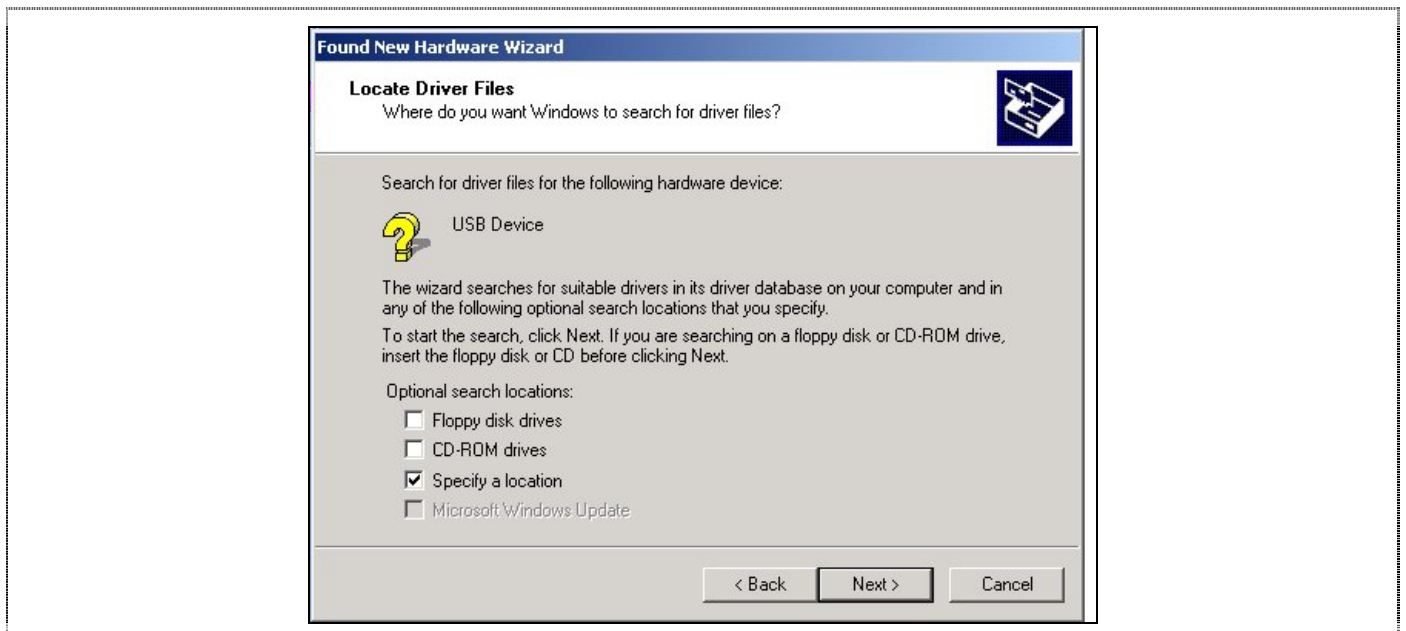 Found New Hardware Wizard
Locate Driver Files
Where do you want Windows to search for driver files?
Search for driver files for the following hardware device:
USB Device
The wizard searches for suitable drivers in its driver database on your computer and in
any of the following optional search locations that you specify.
To start the search, click Next. If you are searching on a floppy disk or CD-ROM drive,
insert the floppy disk or CD before clicking Next.
Optional search locations:
Floppy disk drives
CD-ROM drives
Specify a location
Microsoft Windows Update
< Back Next > Cancel